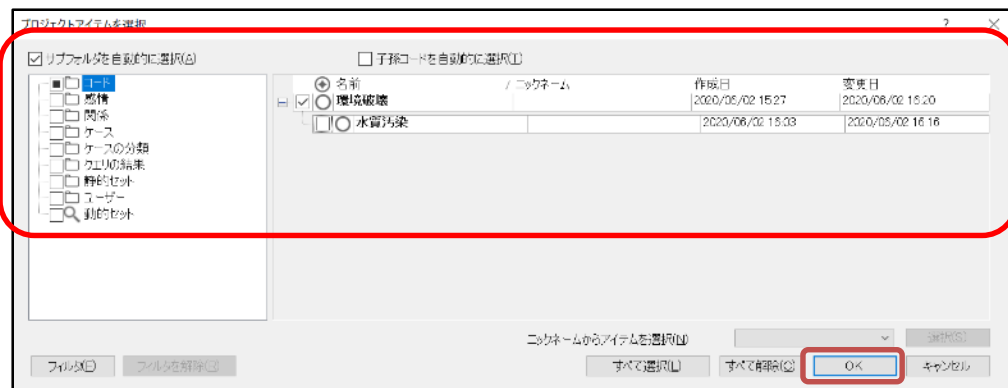 プロジェクトアイテムを選択 ? ×
サブフォルダを自動的に選択(A) 子孫コードを自動的に選択(T)
コード
感情
関係
ケース
ケースの分類
クエリの結果
静的セット
ユーザー
動的セット
名前 / ニックネーム 作成日 変更日
環境破壊 2020/06/02 15:27 2020/06/02 16:20
水質汚染 2020/06/02 16:03 2020/06/02 16:16
ニックネームからアイテムを選択(N) 選択(S)
フィルタ(F) フィルタを解除(R) すべて選択(L) すべて解除(C) OK キャンセル